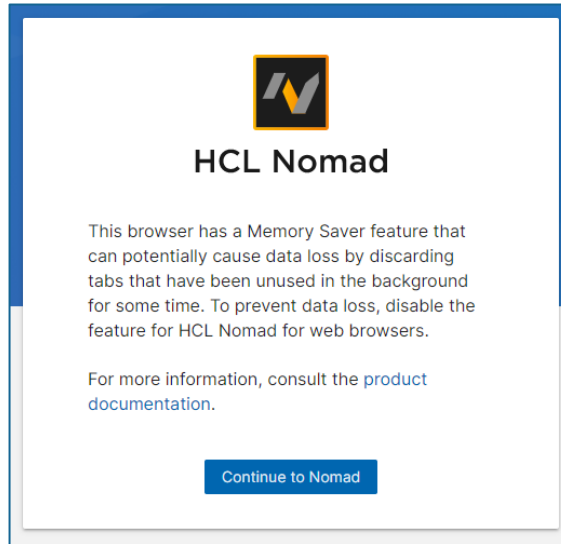 HCL Nomad
This browser has a Memory Saver feature that
can potentially cause data loss by discarding
tabs that have been unused in the background
for some time. To prevent data loss, disable the
feature for HCL Nomad for web browsers.
For more information, consult the product
documentation.
Continue to Nomad